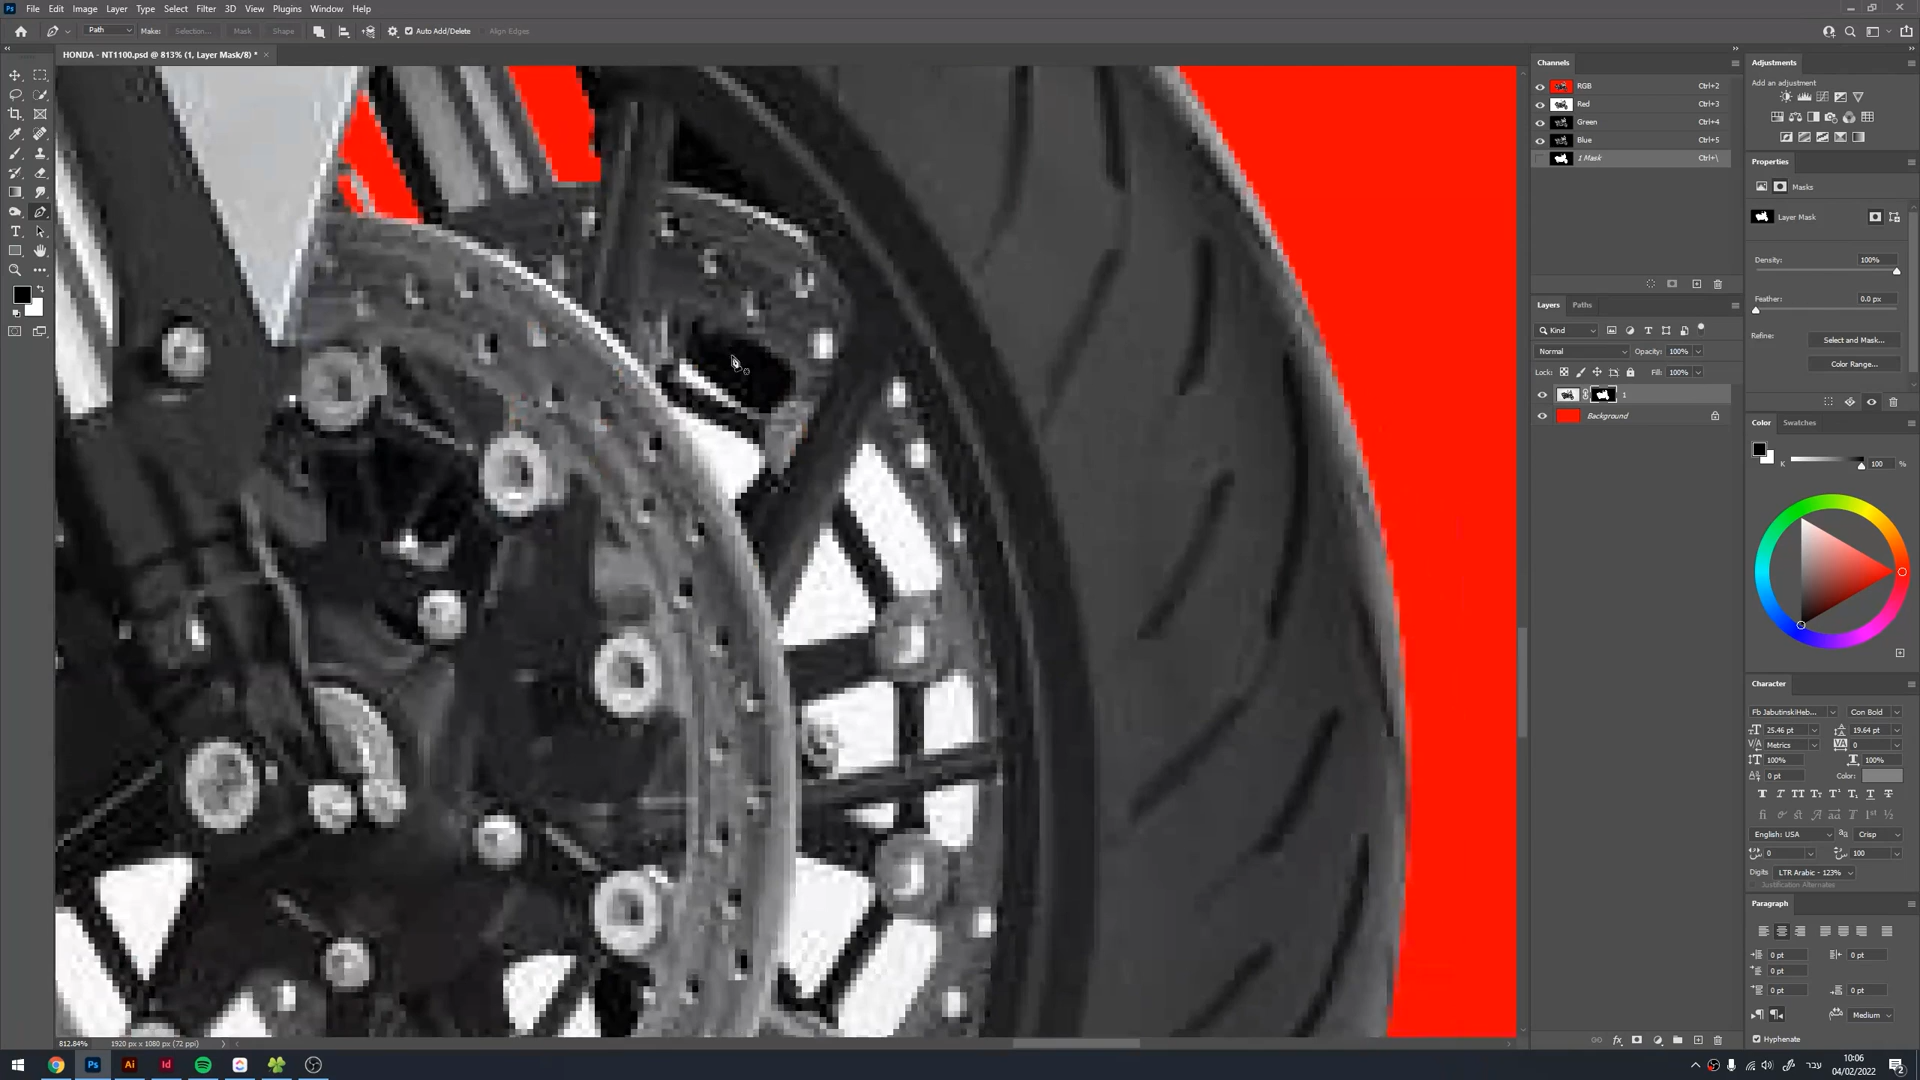 File Edit Image Layer Type Select Filter 3D View Plugins Window Help
Path Make: Selection... Mask Shape Auto Add/Delete Align Edges
HONDA - NT1100.psd @ 813% (1, Layer Mask/8) *
Channels
RGB Ctrl+2
Red Ctrl+3
Green Ctrl+4
Blue Ctrl+5
1 Mask Ctrl+\
Layers Paths
Kind
Normal Opacity: 100%
Lock: Fill: 100%
1
Background
Adjustments
Add an adjustment
Properties
Masks
Layer Mask
Density: 100%
Feather: 0.0 px
Refine: Select and Mask...
Color Range...
Color Swatches
K 100 %
Character
Fb JabutinskiHeb... Con Bold
25.46 pt 19.64 pt
Metrics 0
100% 100%
0 pt Color:
English: USA Crisp
0 100
Digits LTR Arabic - 123%
Justification Alternates
Paragraph
0 pt 0 pt
0 pt
0 pt 0 pt
Medium
Hyphenate
812.84% 1920 px x 1080 px (72 ppi)
עבר
10:06
04/02/2022